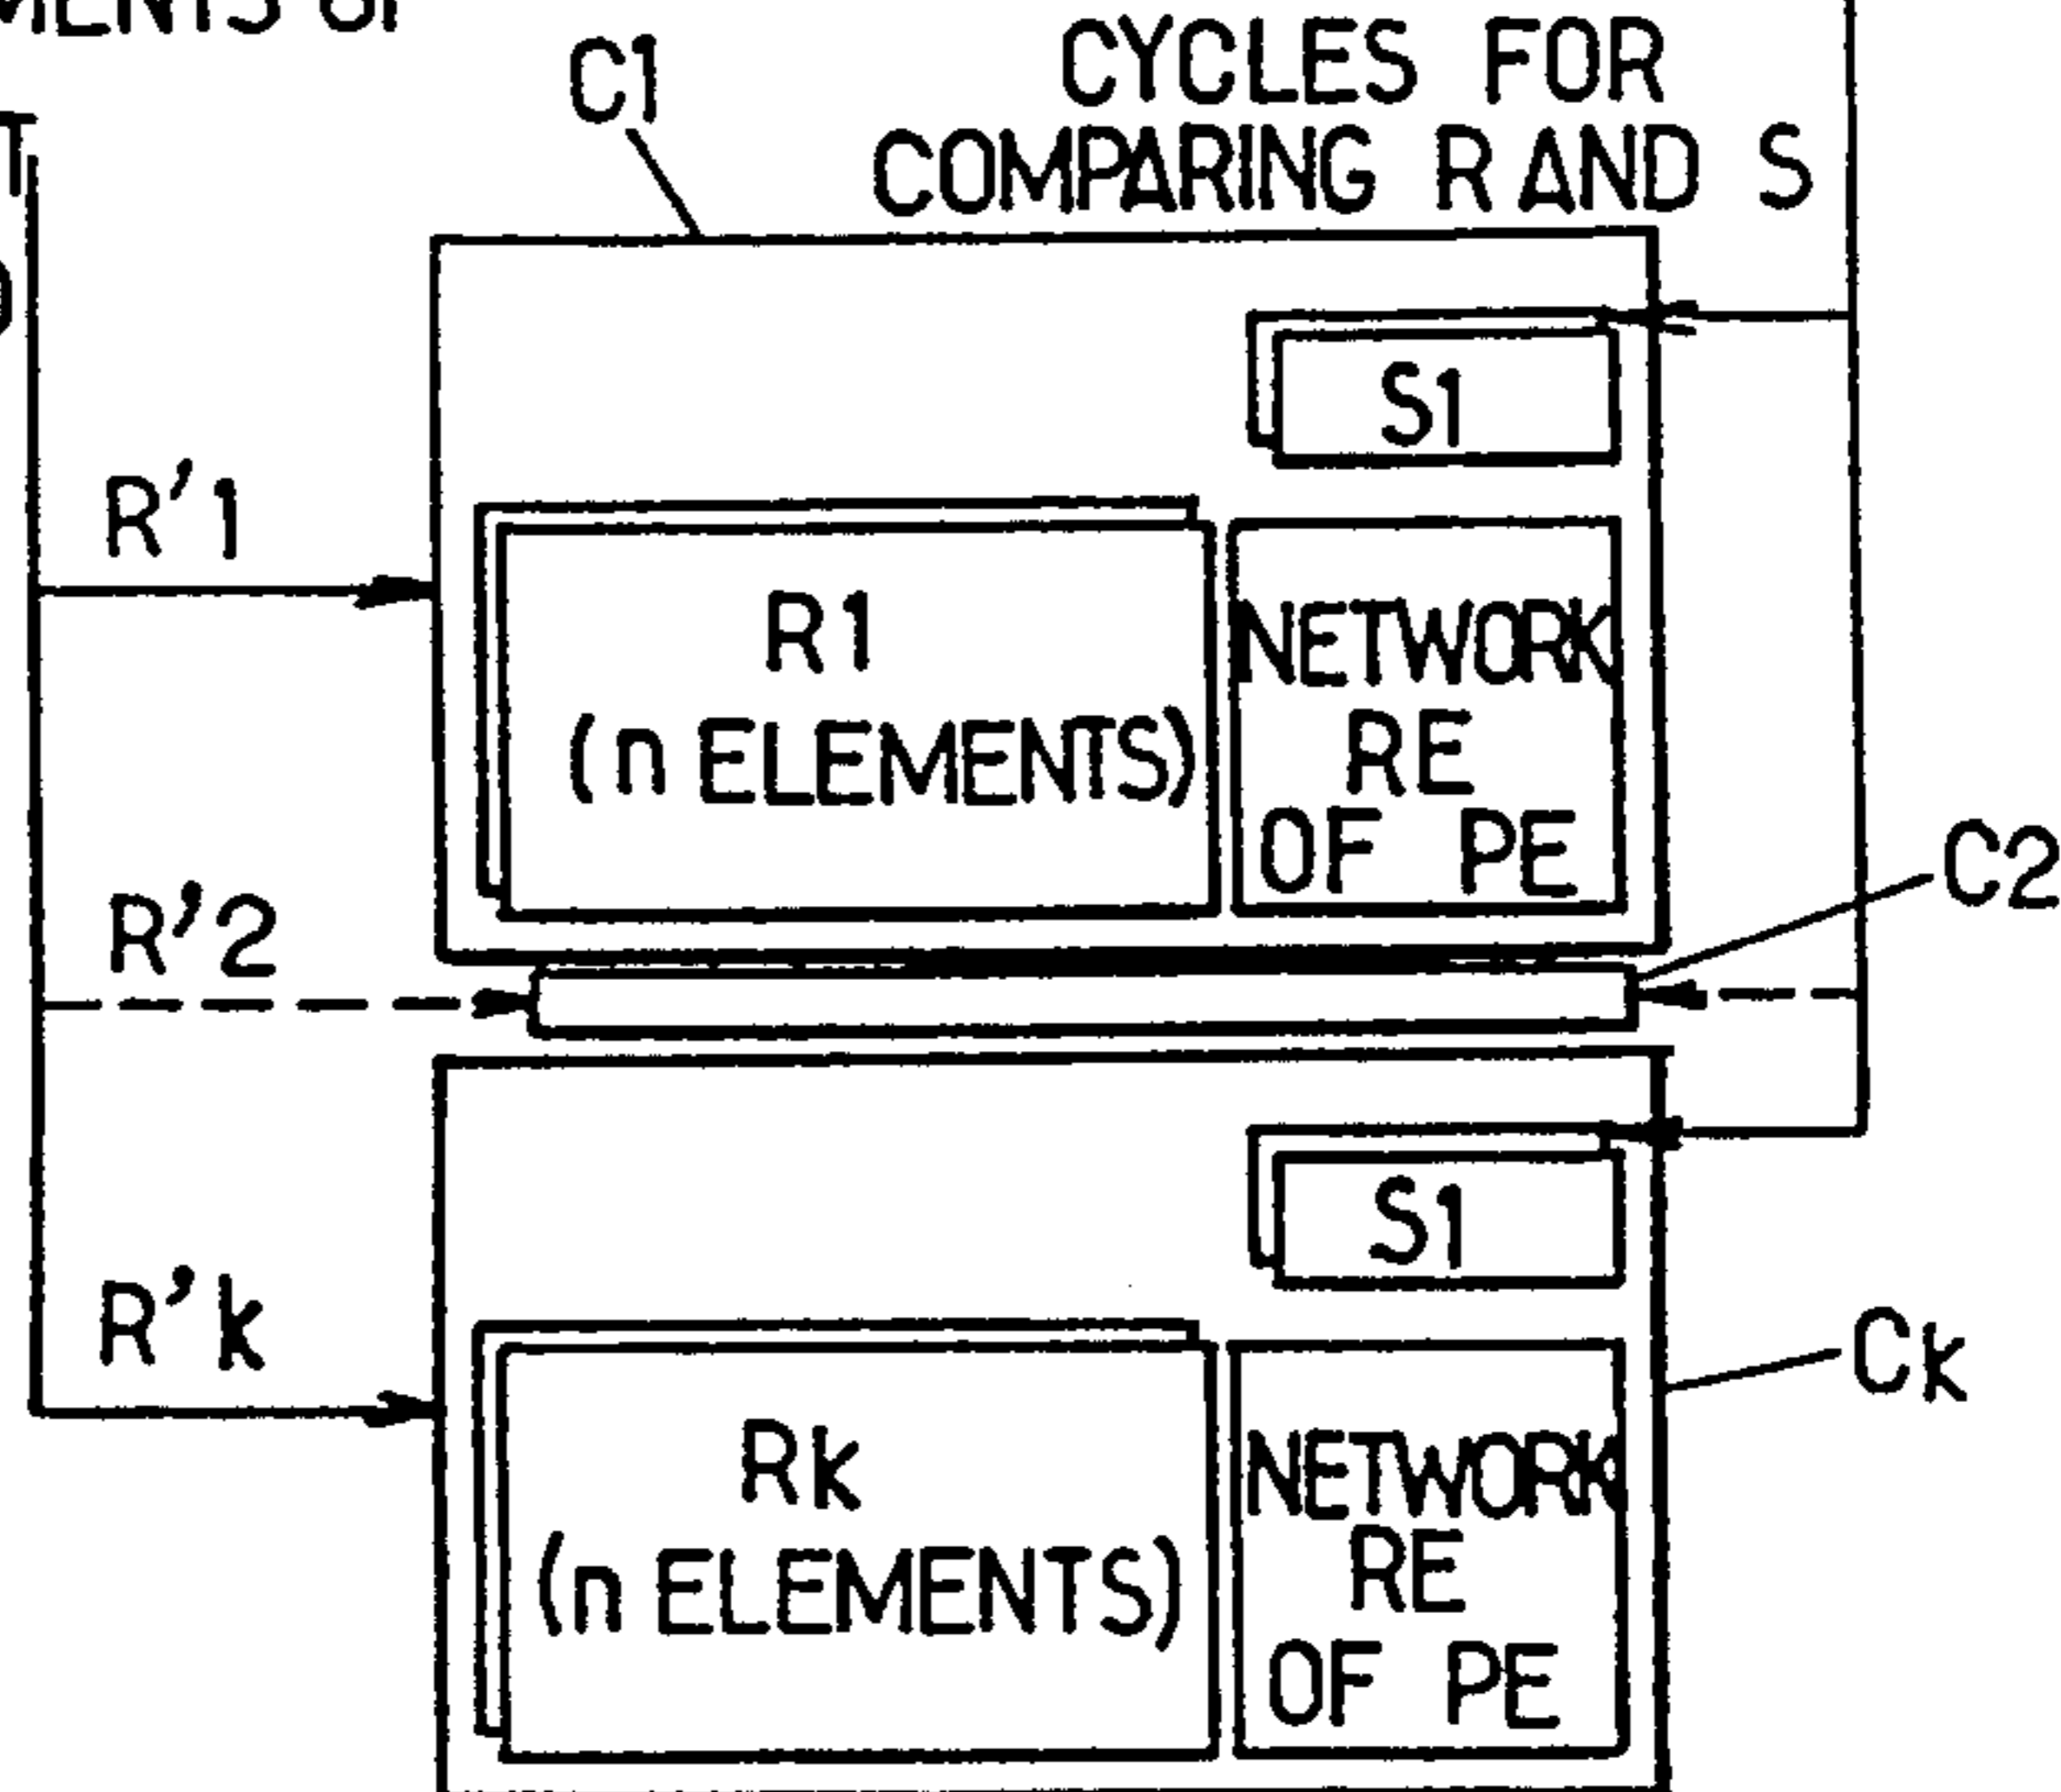 C1
CYCLES FOR
COMPARING R AND S
S1
R'1
R1
(n ELEMENTS)
NETWORK
RE
OF PE
C2
R'2
S1
R'k
Ck
Rk
(n ELEMENTS)
NETWORK
RE
OF PE